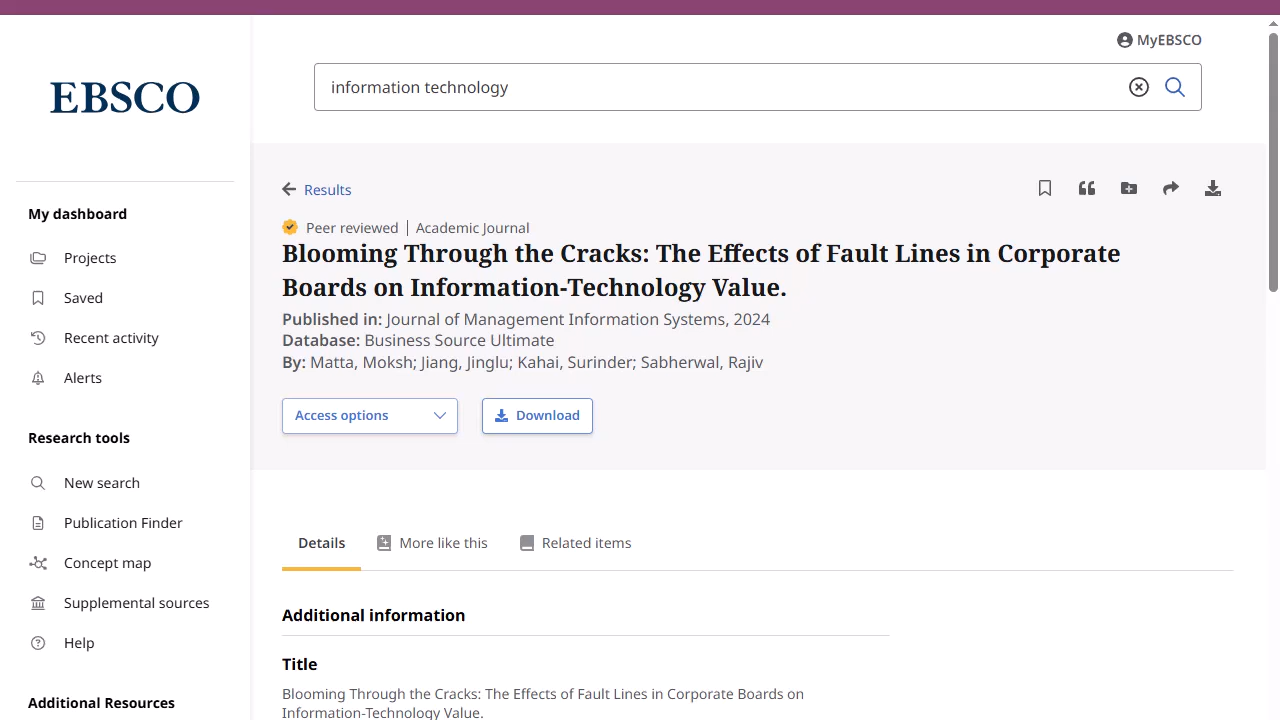 MyEBSCO
EBSCO
information technology
My dashboard
Projects
Saved
Recent activity
Alerts
Research tools
New search
Publication Finder
Concept map
Supplemental sources
Help
Additional Resources
Results
Peer reviewed | Academic Journal
Blooming Through the Cracks: The Effects of Fault Lines in Corporate
Boards on Information-Technology Value.
Published in: Journal of Management Information Systems, 2024
Database: Business Source Ultimate
By: Matta, Moksh; Jiang, Jinglu; Kahai, Surinder; Sabherwal, Rajiv
Access options
Download
Details
More like this
Related items
Additional information
Title
Blooming Through the Cracks: The Effects of Fault Lines in Corporate Boards on
Information-Technology Value.